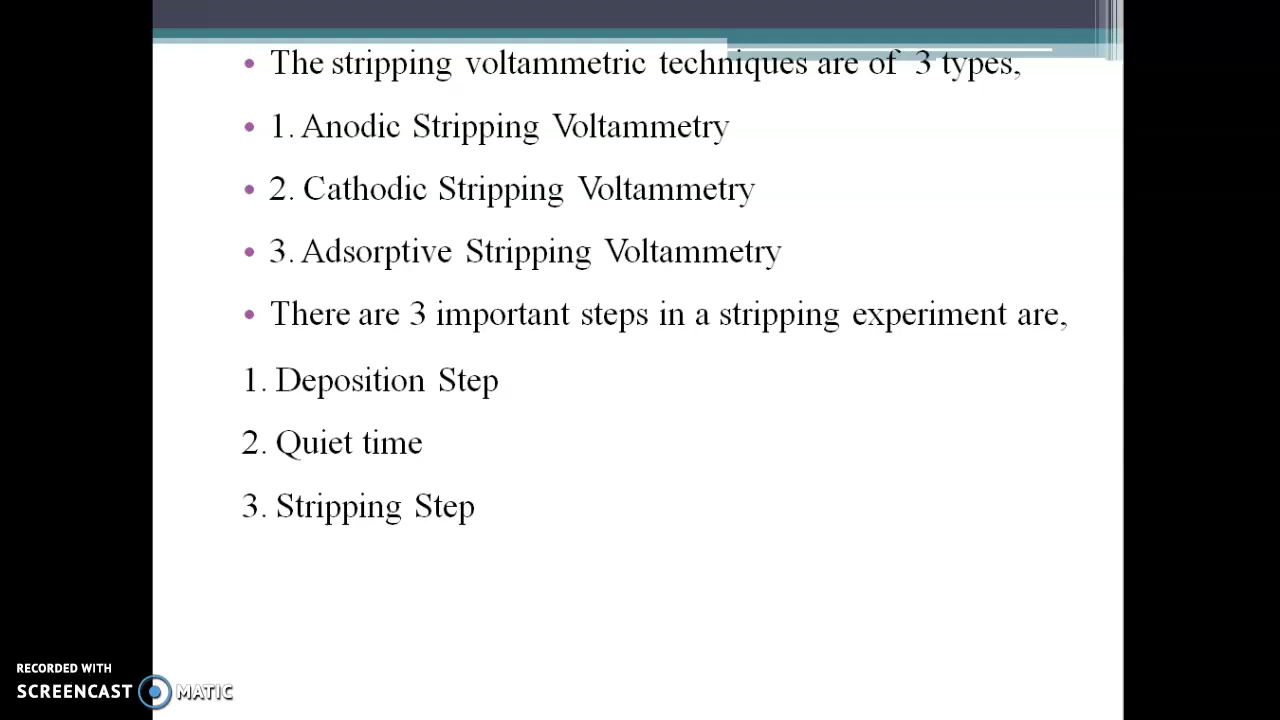 • The stripping voltammetric techniques are of 3 types,
• 1. Anodic Stripping Voltammetry
• 2. Cathodic Stripping Voltammetry
• 3. Adsorptive Stripping Voltammetry
• There are 3 important steps in a stripping experiment are,
1. Deposition Step
2. Quiet time
3. Stripping Step
RECORDED WITH
SCREENCAST MATIC